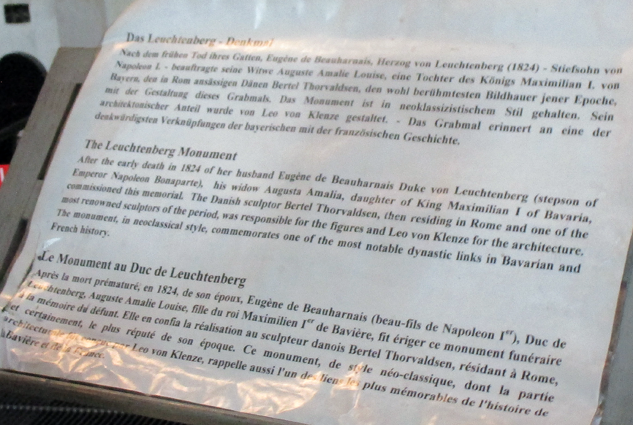 Das Leuchtenberg - Denkmal
Nach dem frühen Tod ihres Gatten, Eugène de Beauharnais, Herzog von Leuchtenberg (1824) - Stiefsohn von
Napoleon I. - beauftragte seine Witwe Auguste Amalie Louise, eine Tochter des Königs Maximilian I. von
Bayern, den in Rom ansässigen Dänen Bertel Thorvaldsen, den wohl berühmtesten Bildhauer jener Epoche,
mit der Gestaltung dieses Grabmals. Das Monument ist in neoklassizistischem Stil gehalten. Sein
architektonischer Anteil wurde von Leo von Klenze gestaltet. - Das Grabmal erinnert an eine der
denkwürdigsten Verknüpfungen der bayerischen mit der französischen Geschichte.
The Leuchtenberg Monument
After the early death in 1824 of her husband Eugéne de Beauharnais Duke von Leuchtenberg (stepson of
Emperor Napoleon Bonaparte), his widow Augusta Amalia, daughter of King Maximilian I of Bavaria,
commissioned this memorial. The Danish sculptor Bertel Thorvaldsen, then residing in Rome and one of the
most renowned sculptors of the period, was responsible for the figures and Leo von Klenze for the architecture.
The monument, in neoclassical style, commemorates one of the most notable dynastic links in Bavarian and
French history.
Le Monument au Duc de Leuchtenberg
Après la mort prématuré, en 1824, de son époux, Eugène de Beauharnais (beau-fils de Napoleon Ier), Duc de
Leuchtenberg, Auguste Amalie Louise, fille du roi Maximilien Ier de Bavière, fit ériger ce monument funéraire
à la mémoire du défunt. Elle en confia la réalisation au sculpteur danois Bertel Thorvaldsen, résidant à Rome,
et certainement, le plus réputé de son époque. Ce monument, de style néo-classique, dont la partie
Leo von Klenze, rappelle aussi l'un des liens les plus mémorables de l'histoire de